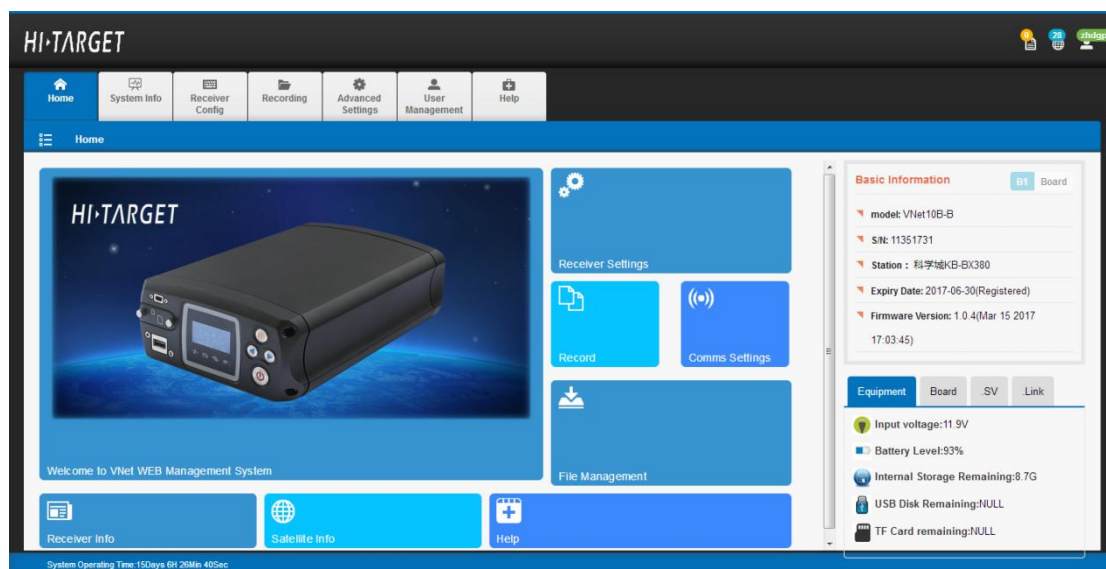 HI-TARGET
0
28
zhdgp
Home
System Info
Receiver
Config
Recording
Advanced
Settings
User
Management
Help
Home
HI-TARGET
Welcome to VNet WEB Management System
Receiver Settings
Record
Comms Settings
File Management
Receiver Info
Satellite Info
Help
Basic Information
B1
Board
model: VNet10B-B
S/N: 11351731
Station : 科学城KB-BX380
Expiry Date: 2017-06-30(Registered)
Firmware Version: 1.0.4(Mar 15 2017
17:03:45)
Equipment
Board
.SV
.Link
Input voltage:11.9V
Battery Level:93%
Internal Storage Remaining:8.7G
USB Disk Remaining:NULL
TF Card remaining:NULL
System Operating Time:15Days 6H 26Min 40Sec